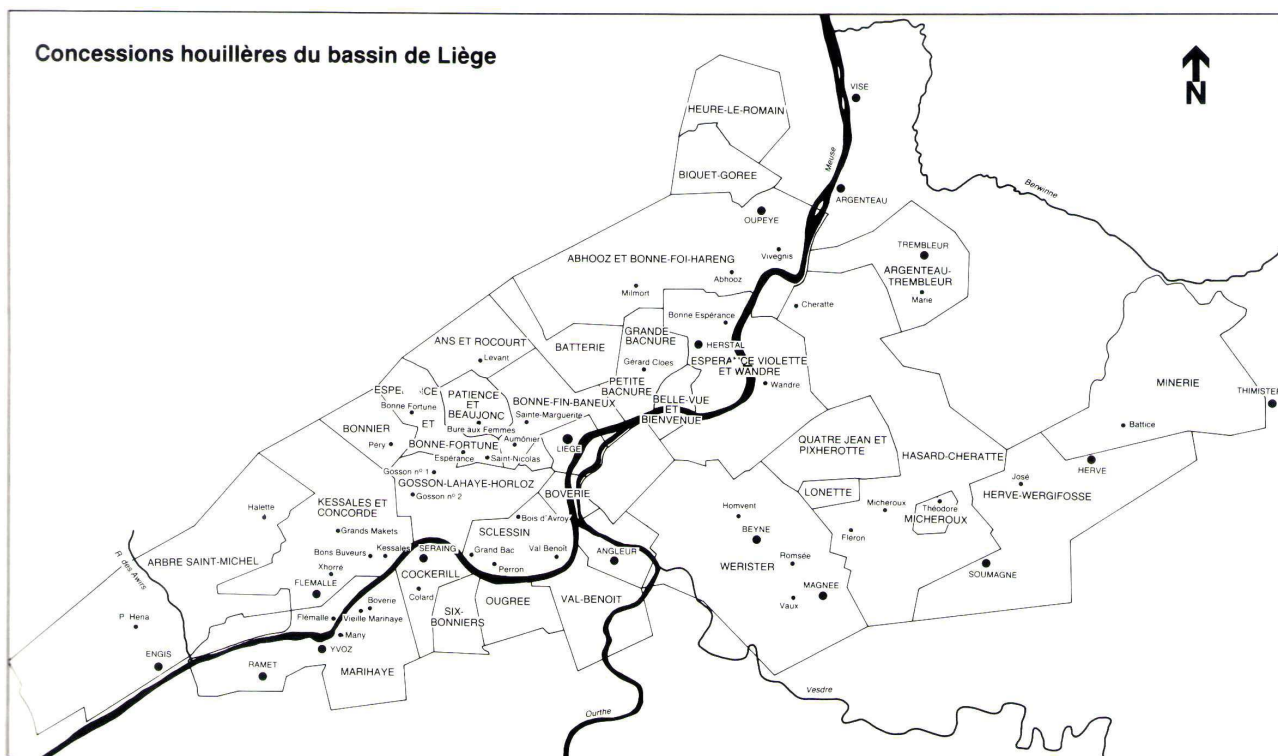 Concessions houillères du bassin de Liège
N
VISE
HEURE-LE-ROMAIN
Meuse
BIQUET-GOREE
Berwinne
ARGENTEAU
OUPEYE
TREMBLEUR
Vivegnis
ABHOOZ ET BONNE-FOI-HARENG
Abhooz
ARGENTEAU-
TREMBLEUR
Marie
Milmort
Cheratte
Bonne Espérance
GRANDE
BACNURE
ANS ET ROCOURT
BATTERIE
HERSTAL
Levant
Gérard Cloes
ESPERANCE VIOLETTE
ET WANDRE
Wandre
PETITE
BACNURE
MINERIE
THIMISTER
PATIENCE
ET
BEAUJONC
Bure aux Femmes
BONNE-FIN-BANEUX
Sainte-Marguerite
BELLE-VUE
ET
BIENVENUE
Bonne Fortune
ET
BONNE-FORTUNE
BONNIER
Pery
Aumônier
LIEGE
Battice
Espérance
Saint-Nicolas
QUATRE JEAN ET
PIXHEROTTE
HASARD-CHERATTE
HERVE
Gosson nº 1
GOSSON-LAHAYE-HORLOZ
Gosson nº 2
José
HERVE-WERGIFOSSE
BOVERIE
LONETTE
KESSALES ET
CONCORDE
Halette
Micheroux
Théodore
MICHEROUX
Homvent
Bois d'Avroy
SCLESSIN
Grands Makets
Fleron
BEYNE
ARBRE SAINT-MICHEL
R. des Awirs
Bons Buveurs
Kessales
SERAING
Grand Bac
Val Benoit
ANGLEUR
Perron
Romsée
SOUMAGNE
WERISTER
Xhorré
COCKERILL
Colard
FLEMALLE
Vaux
MAGNEE
SIX-
BONNIERS
OUGREE
VAL-BENOIT
Boverie
Vieille Marihaye
Flémalle
Many
P. Hena
YVOZ
ENGIS
RAMET
MARIHAYE
Vesdre
Ourthe